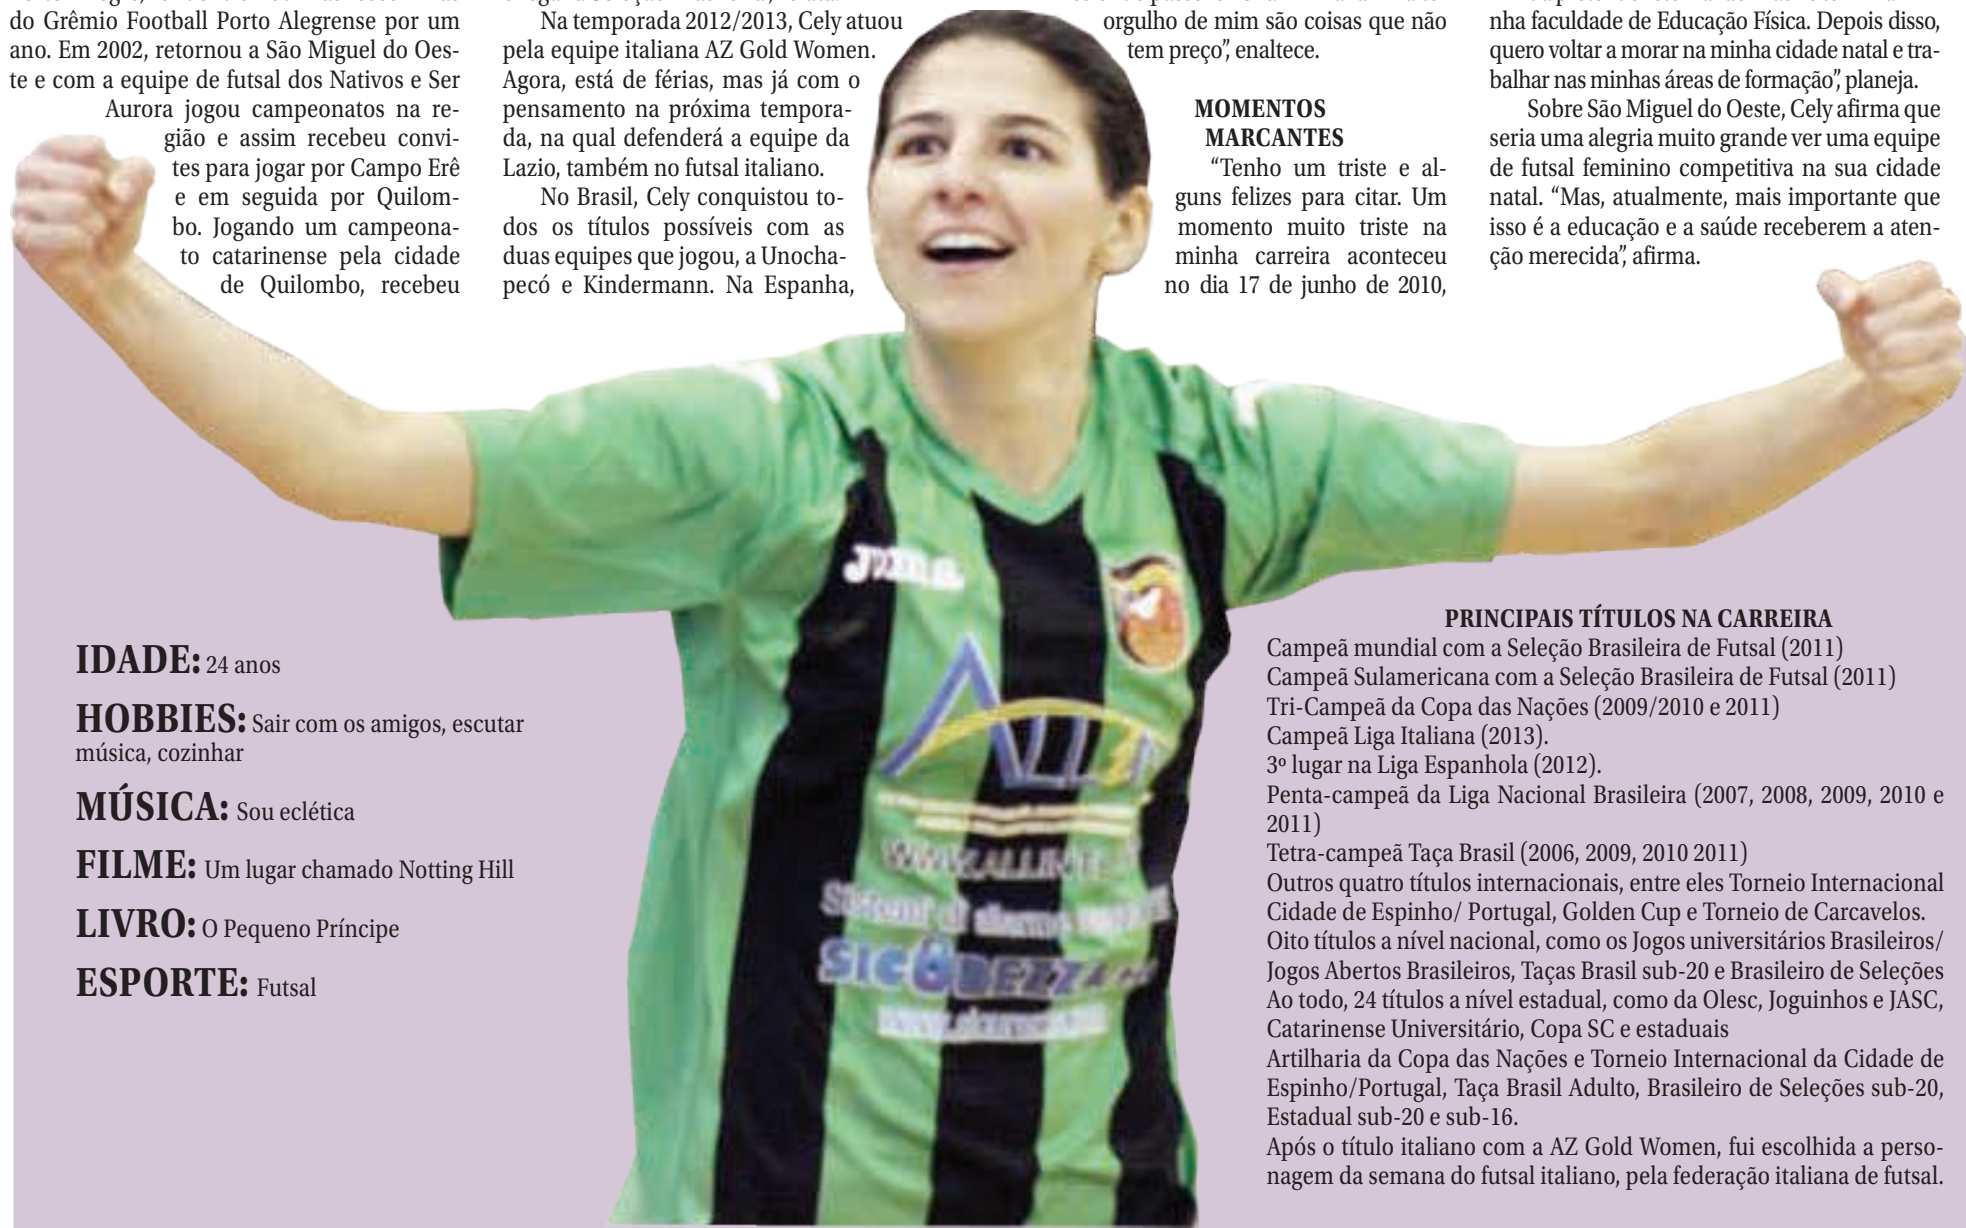 do Grêmio Football Porto Alegrense por um
ano. Em 2002, retornou a São Miguel do Oes-
te e com a equipe de futsal dos Nativos e Ser
Aurora jogou campeonatos na re-
gião e assim recebeu convi-
tes para jogar por Campo Erê
e em seguida por Quilom-
bo. Jogando um campeona-
to catarinense pela cidade
de Quilombo, recebeu
Na temporada 2012/2013, Cely atuou
pela equipe italiana AZ Gold Women.
Agora, está de férias, mas já com o
pensamento na próxima tempora-
da, na qual defenderá a equipe da
Lazio, também no futsal italiano.
No Brasil, Cely conquistou to-
dos os títulos possíveis com as
duas equipes que jogou, a Unocha-
pecó e Kindermann. Na Espanha,
orgulho de mim são coisas que não
tem preço”, enaltece.
MOMENTOS
MARCANTES
“Tenho um triste e al-
guns felizes para citar. Um
momento muito triste na
minha carreira aconteceu
no dia 17 de junho de 2010,
nha faculdade de Educação Física. Depois disso,
quero voltar a morar na minha cidade natal e tra-
balhar nas minhas áreas de formação”, planeja.
Sobre São Miguel do Oeste, Cely afirma que
seria uma alegria muito grande ver uma equipe
de futsal feminino competitiva na sua cidade
natal. “Mas, atualmente, mais importante que
isso é a educação e a saúde receberem a aten-
ção merecida”, afirma.
Joma
IDADE: 24 anos
HOBBIES: Sair com os amigos, escutar
música, cozinhar
MÚSICA: Sou eclética
FILME: Um lugar chamado Notting Hill
LIVRO: O Pequeno Príncipe
ESPORTE: Futsal
PRINCIPAIS TÍTULOS NA CARREIRA
Campeã mundial com a Seleção Brasileira de Futsal (2011)
Campeã Sulamericana com a Seleção Brasileira de Futsal (2011)
Tri-Campeã da Copa das Nações (2009/2010 e 2011)
Campeã Liga Italiana (2013).
3º lugar na Liga Espanhola (2012).
Penta-campeã da Liga Nacional Brasileira (2007, 2008, 2009, 2010 e
2011)
Tetra-campeã Taça Brasil (2006, 2009, 2010 2011)
Outros quatro títulos internacionais, entre eles Torneio Internacional
Cidade de Espinho/ Portugal, Golden Cup e Torneio de Carcavelos.
Oito títulos a nível nacional, como os Jogos universitários Brasileiros/
Jogos Abertos Brasileiros, Taças Brasil sub-20 e Brasileiro de Seleções
Ao todo, 24 títulos a nível estadual, como da Olesc, Joguinhos e JASC,
Catarinense Universitário, Copa SC e estaduais
Artilharia da Copa das Nações e Torneio Internacional da Cidade de
Espinho/Portugal, Taça Brasil Adulto, Brasileiro de Seleções sub-20,
Estadual sub-20 e sub-16.
Após o título italiano com a AZ Gold Women, fui escolhida a perso-
nagem da semana do futsal italiano, pela federação italiana de futsal.